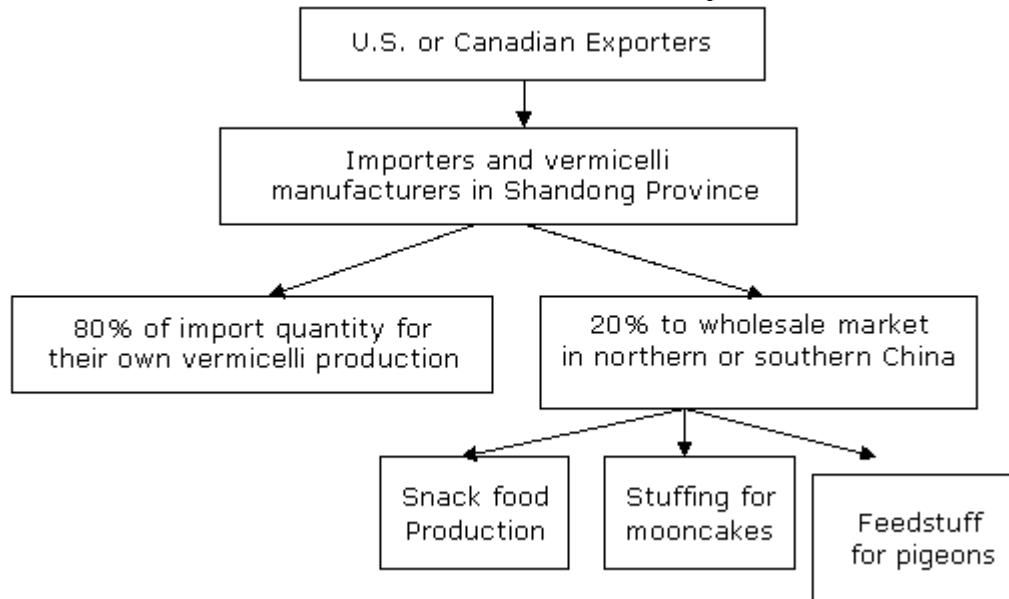 U.S. or Canadian Exporters
Importers and vermicelli
manufacturers in Shandong Province
80% of import quantity for
their own vermicelli production
20% to wholesale market
in northern or southern China
Snack food
Production
Stuffing for
mooncakes
Feedstuff
for pigeons